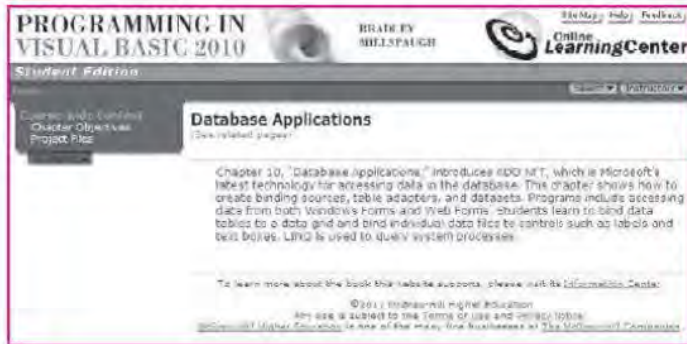 PROGRAMMING IN
VISUAL BASIC 2010
BRADLEY
MILLSPAUGH
Site Map Help Feedback
Online
LearningCenter
Student Edition
Chapter Objectives
Project Files
Database Applications
(See related pages)
Chapter 10, "Database Applications," introduces ADO.NET, which is Microsoft's
latest technology for accessing data in the database. This chapter shows how to
create binding sources, table adapters, and datasets. Programs include accessing
data from both Windows Forms and Web Forms. Students learn to bind data
tables to a data grid and bind individual data files to controls such as labels and
text boxes. LINQ is used to query system processes.
To learn more about the book this website supports, please visit its Information Center
©2011 McGraw-Hill Higher Education
Any use is subject to the Terms of Use and Privacy Notice
McGraw-Hill Higher Education is one of the many fine businesses of The McGraw-Hill Companies